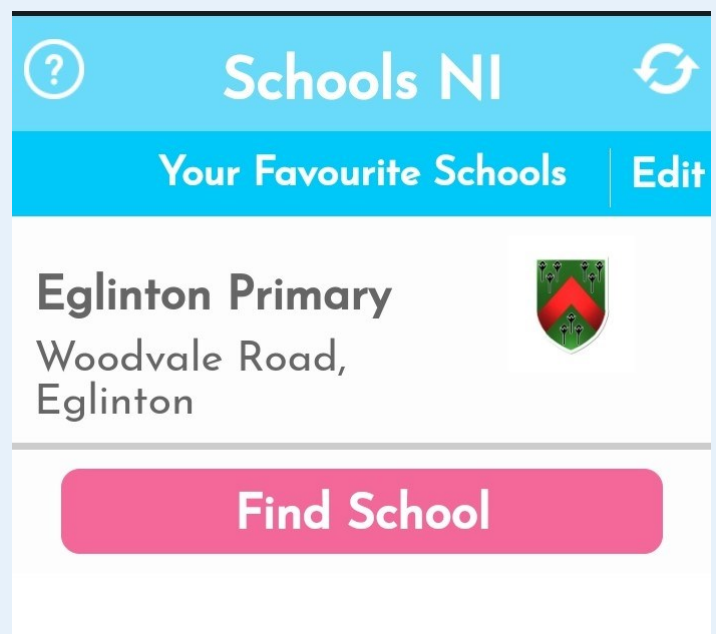 ?
Schools NI
Your Favourite Schools
Edit
Eglinton Primary
Woodvale Road,
Eglinton
Find School